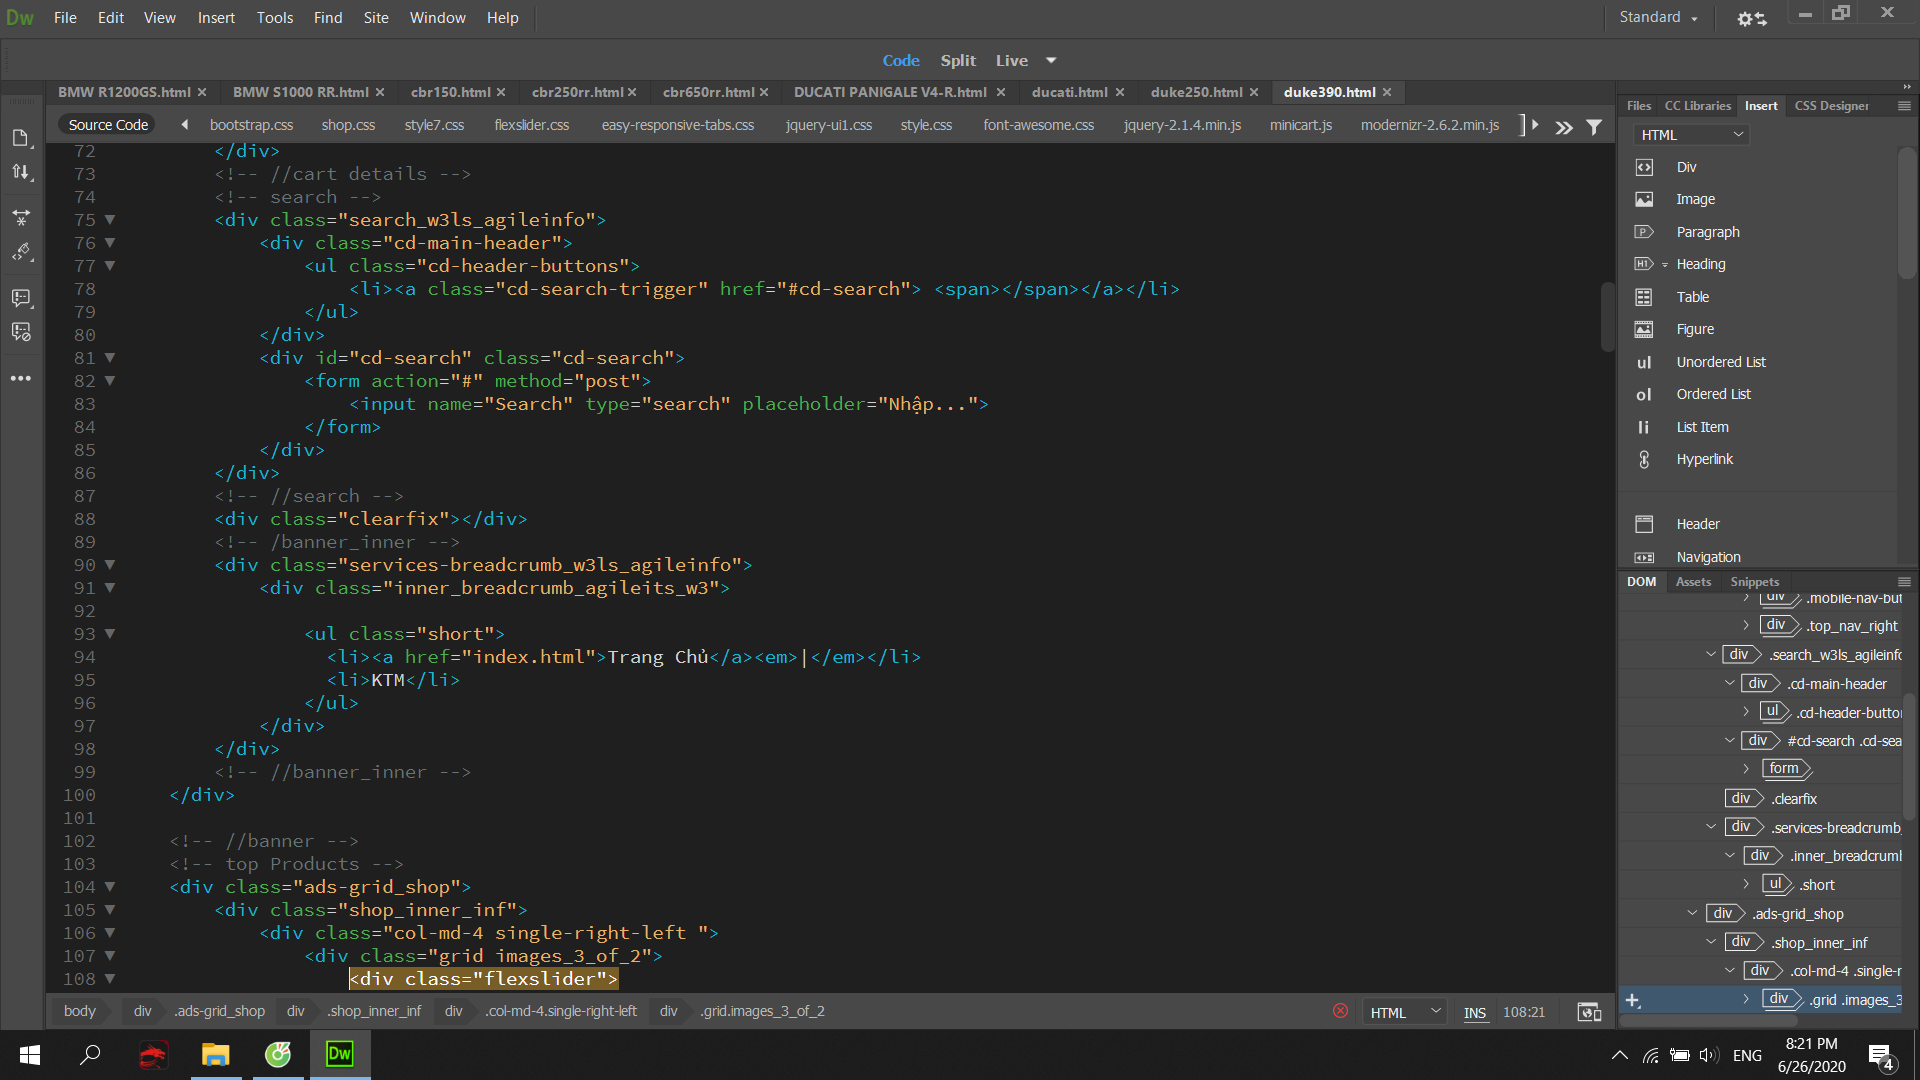 Dw File Edit View Insert Tools Find Site Window Help Standard
Code Split Live
BMW R1200GS.html BMW S1000 RR.html cbr150.html cbr250rr.html cbr650rr.html DUCATI PANIGALE V4-R.html ducati.html duke250.html duke390.html
Source Code bootstrap.css shop.css style7.css flexslider.css easy-responsive-tabs.css jquery-ui1.css style.css font-awesome.css jquery-2.1.4.min.js minicart.js modernizr-2.6.2.min.js
72 </div>
73 <!-- //cart details -->
74 <!-- search -->
75 <div class="search_w3ls_agileinfo">
76 <div class="cd-main-header">
77 <ul class="cd-header-buttons">
78 <li><a class="cd-search-trigger" href="#cd-search"> <span></span></a></li>
79 </ul>
80 </div>
81 <div id="cd-search" class="cd-search">
82 <form action="#" method="post">
83 <input name="Search" type="search" placeholder="Nhập...">
84 </form>
85 </div>
86 </div>
87 <!-- //search -->
88 <div class="clearfix"></div>
89 <!-- /banner_inner -->
90 <div class="services-breadcrumb_w3ls_agileinfo">
91 <div class="inner_breadcrumb_agileits_w3">
92
93 <ul class="short">
94 <li><a href="index.html">Trang Chủ</a><em>|</em></li>
95 <li>KTM</li>
96 </ul>
97 </div>
98 </div>
99 <!-- //banner_inner -->
100 </div>
101
102 <!-- //banner -->
103 <!-- top Products -->
104 <div class="ads-grid_shop">
105 <div class="shop_inner_inf">
106 <div class="col-md-4 single-right-left ">
107 <div class="grid images_3_of_2">
108 <div class="flexslider">
body div .ads-grid_shop div .shop_inner_inf div .col-md-4.single-right-left div .grid.images_3_of_2 HTML INS 108:21
Files CC Libraries Insert CSS Designer
HTML
Div
Image
Paragraph
H1 Heading
Table
Figure
ul Unordered List
ol Ordered List
li List Item
Hyperlink
Header
Navigation
DOM Assets Snippets
div .mobile-nav-but
div .top_nav_right
div .search_w3ls_agileinfo
div .cd-main-header
ul .cd-header-butto
div #cd-search .cd-sea
form
div .clearfix
div .services-breadcrumb_
div .inner_breadcrumb
ul .short
div .ads-grid_shop
div .shop_inner_inf
div .col-md-4 .single-r
div .grid .images_3
Dw
ENG
8:21 PM
6/26/2020
4